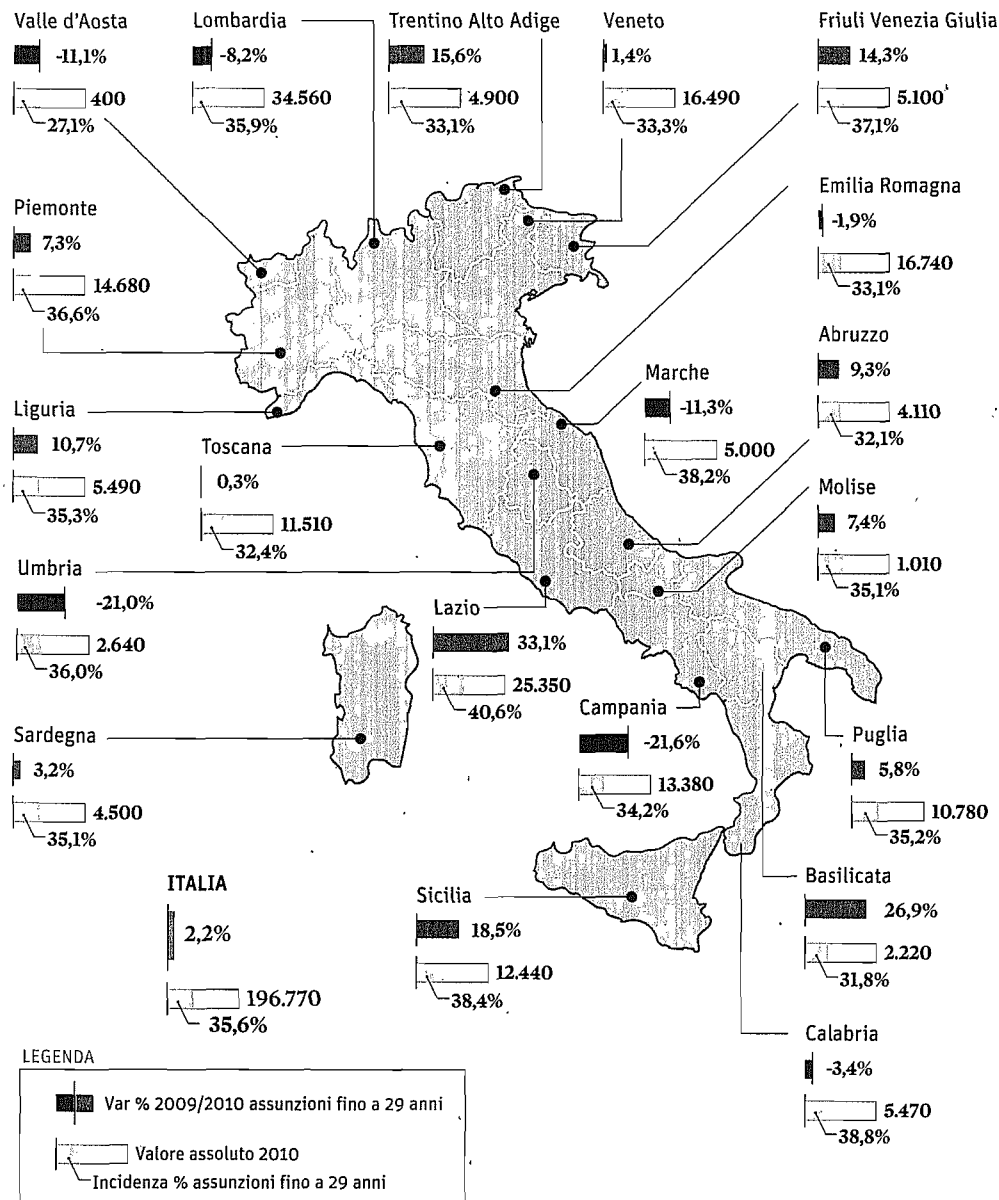 Valle d'Aosta
-11,1%
400
27,1%
Lombardia
-8,2%
34.560
35,9%
Trentino Alto Adige
15,6%
4.900
33,1%
Veneto
1,4%
16.490
33,3%
Friuli Venezia Giulia
14,3%
5.100
37,1%
Piemonte
7,3%
14.680
36,6%
Emilia Romagna
-1,9%
16.740
33,1%
Abruzzo
9,3%
4.110
32,1%
Marche
-11,3%
5.000
38,2%
Liguria
10,7%
5.490
35,3%
Toscana
0,3%
11.510
32,4%
Molise
7,4%
1.010
35,1%
Umbria
-21,0%
2.640
36,0%
Lazio
33,1%
25.350
40,6%
Campania
-21,6%
13.380
34,2%
Sardegna
3,2%
4.500
35,1%
Puglia
5,8%
10.780
35,2%
ITALIA
2,2%
196.770
35,6%
Sicilia
18,5%
12.440
38,4%
Basilicata
26,9%
2.220
31,8%
Calabria
-3,4%
5.470
38,8%
LEGENDA
Var % 2009/2010 assunzioni fino a 29 anni
Valore assoluto 2010
Incidenza % assunzioni fino a 29 anni